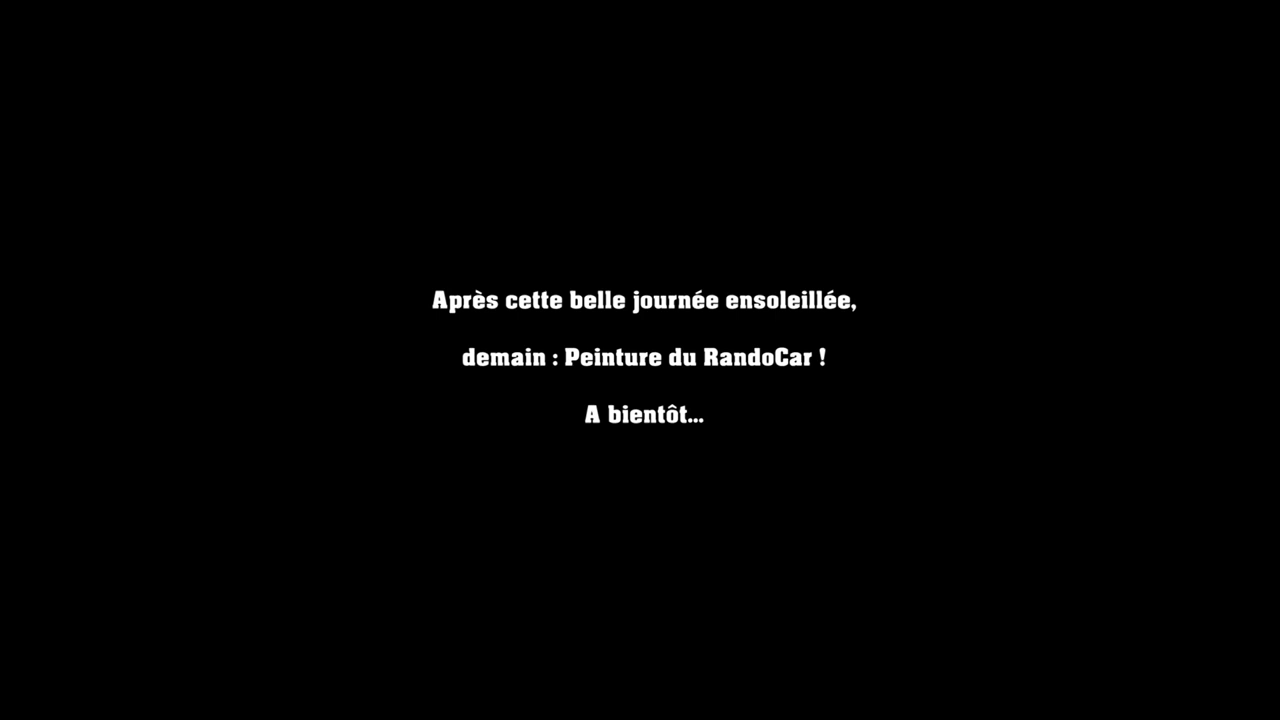 Après cette belle journée ensoleillée,
demain : Peinture du RandoCar !
A bientôt...